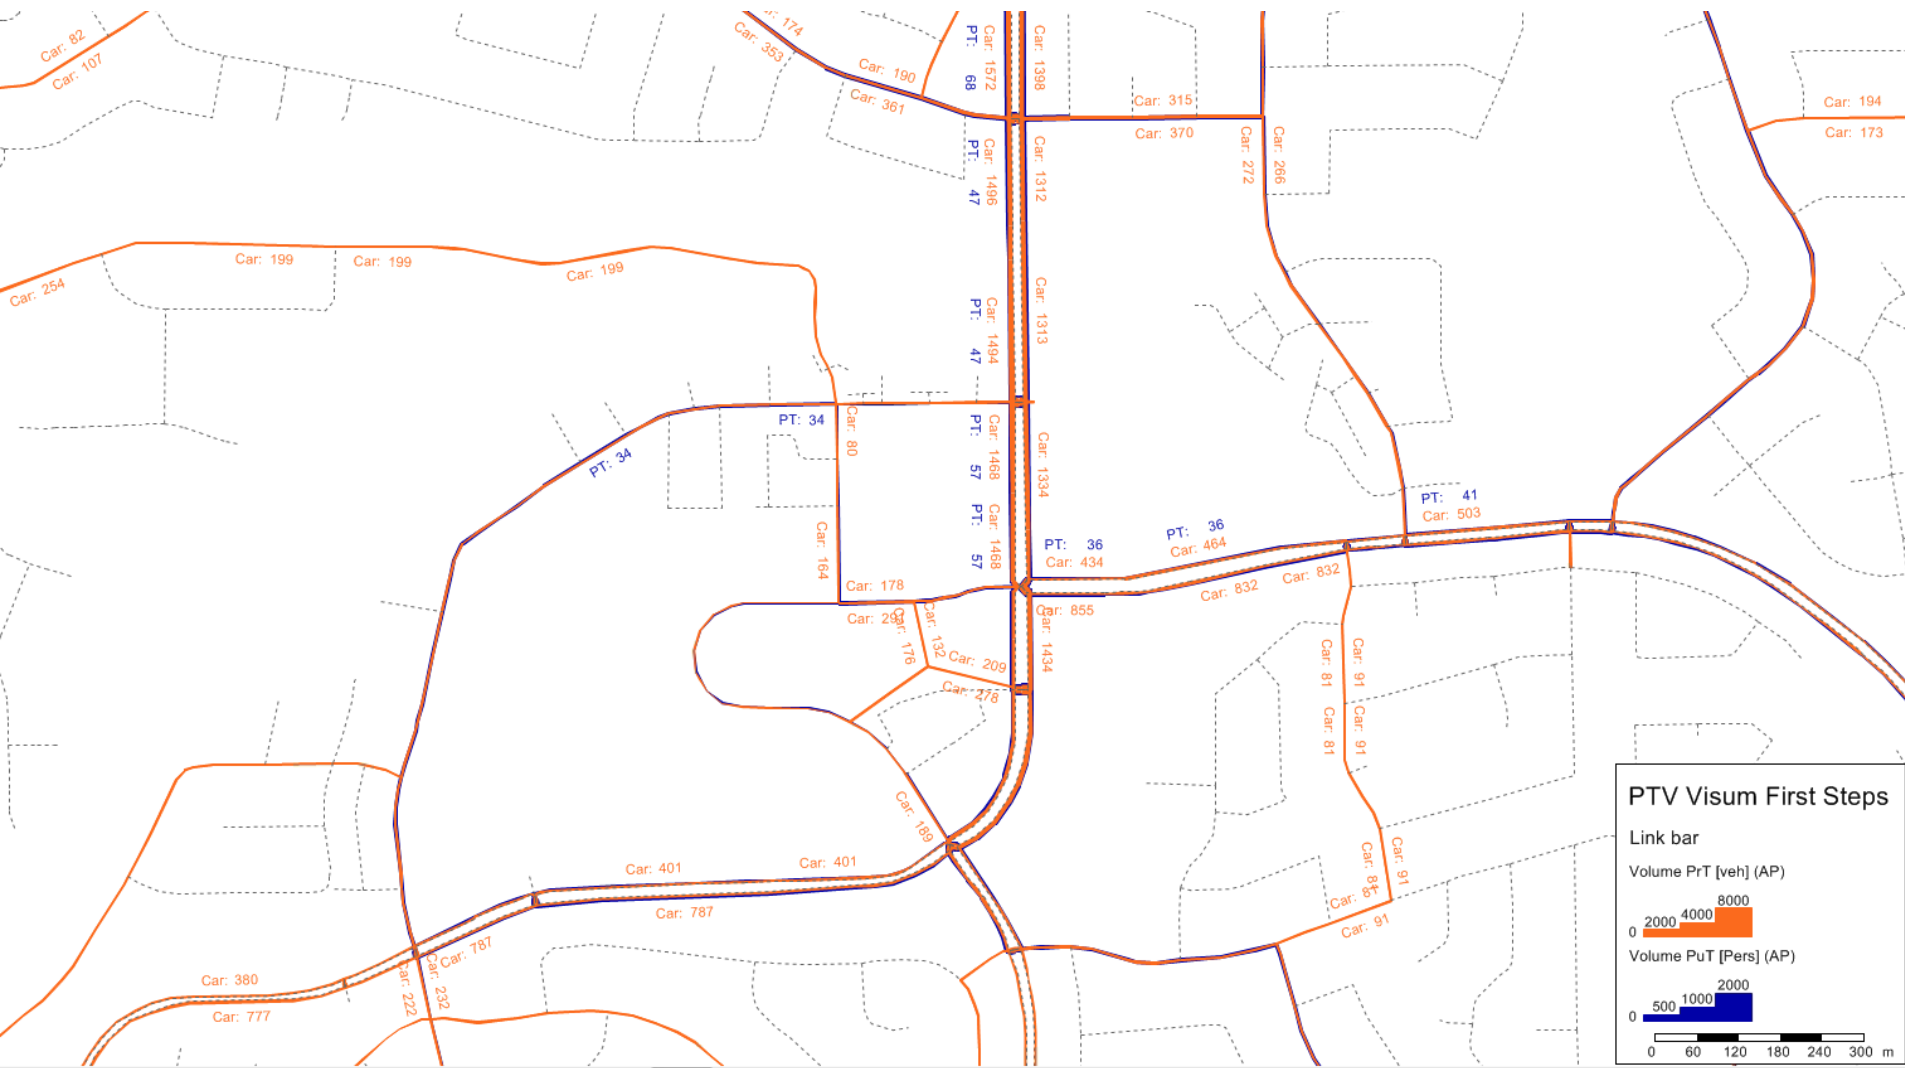 Car: 82
Car: 107
174
Car: 353
Car: 190
Car: 361
PT: 68
Car: 1572
Car: 1398
Car: 315
Car: 370
Car: 194
Car: 173
PT: 47
Car: 1496
Car: 1312
Car: 272
Car: 266
Car: 254
Car: 199
Car: 199
Car: 199
PT: 47
Car: 1494
Car: 1313
PT: 34
PT: 34
Car: 80
PT: 57
Car: 1468
Car: 1334
PT: 41
Car: 503
PT: 57
Car: 1468
PT: 36
Car: 434
PT: 36
Car: 464
Car: 164
Car: 178
Car: 832
Car: 832
Car: 855
Car: 176
Car: 132
Car: 209
Car: 278
Car: 1434
Car: 81
Car: 91
Car: 81
Car: 91
Car: 189
Car: 401
Car: 401
Car: 787
Car: 91
Car: 91
Car: 787
Car: 380
Car: 777
Car: 222
Car: 232
PTV Visum First Steps
Link bar
Volume PrT [veh] (AP)
0 2000 4000 8000
Volume PuT [Pers] (AP)
0 500 1000 2000
0 60 120 180 240 300 m